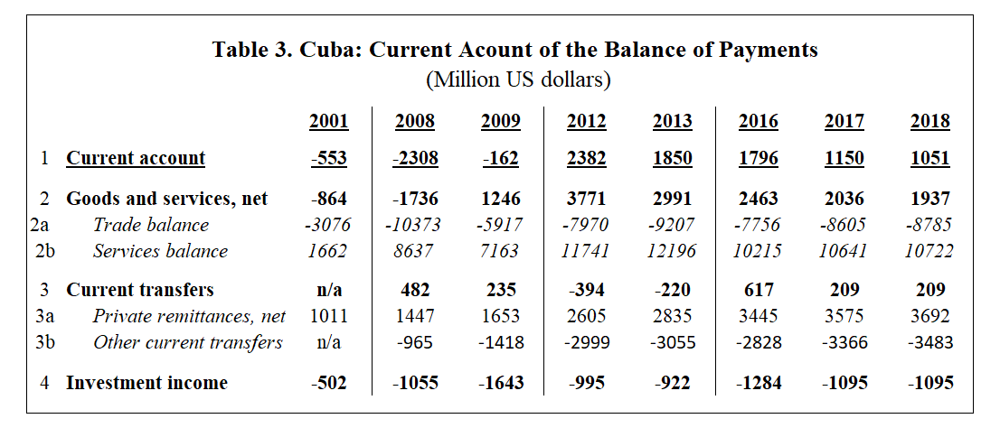 Table 3. Cuba: Current Acount of the Balance of Payments
(Million US dollars)
2001 2008 2009 2012 2013 2016 2017 2018
1 Current account -553 -2308 -162 2382 1850 1796 1150 1051
2 Goods and services, net -864 -1736 1246 3771 2991 2463 2036 1937
2a Trade balance -3076 -10373 -5917 -7970 -9207 -7756 -8605 -8785
2b Services balance 1662 8637 7163 11741 12196 10215 10641 10722
3 Current transfers n/a 482 235 -394 -220 617 209 209
3a Private remittances, net 1011 1447 1653 2605 2835 3445 3575 3692
3b Other current transfers n/a -965 -1418 -2999 -3055 -2828 -3366 -3483
4 Investment income -502 -1055 -1643 -995 -922 -1284 -1095 -1095